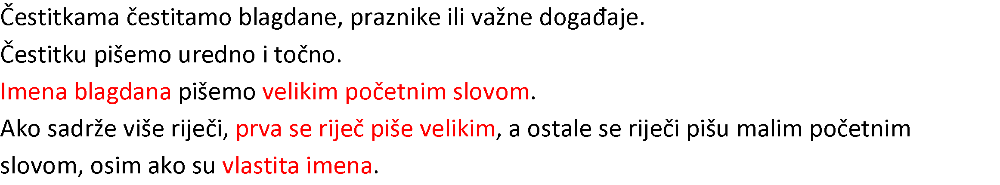 Čestitkama čestitamo blagdane, praznike ili važne događaje.
Čestitku pišemo uredno i točno.
Imena blagdana pišemo velikim početnim slovom.
Ako sadrže više riječi, prva se riječ piše velikim, a ostale se riječi pišu malim početnim
slovom, osim ako su vlastita imena.